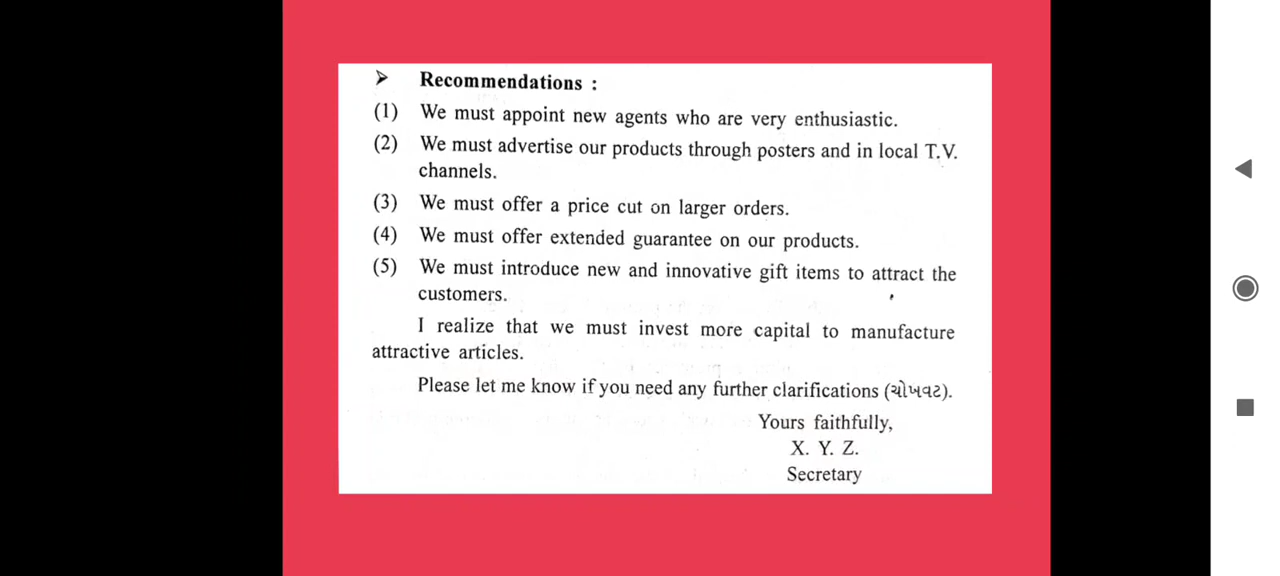 ➤ Recommendations :
(1) We must appoint new agents who are very enthusiastic.
(2) We must advertise our products through posters and in local T.V.
channels.
(3) We must offer a price cut on larger orders.
(4) We must offer extended guarantee on our products.
(5) We must introduce new and innovative gift items to attract the
customers.
I realize that we must invest more capital to manufacture
attractive articles.
Please let me know if you need any further clarifications (ચોખવટ).
Yours faithfully,
X. Y. Z.
Secretary